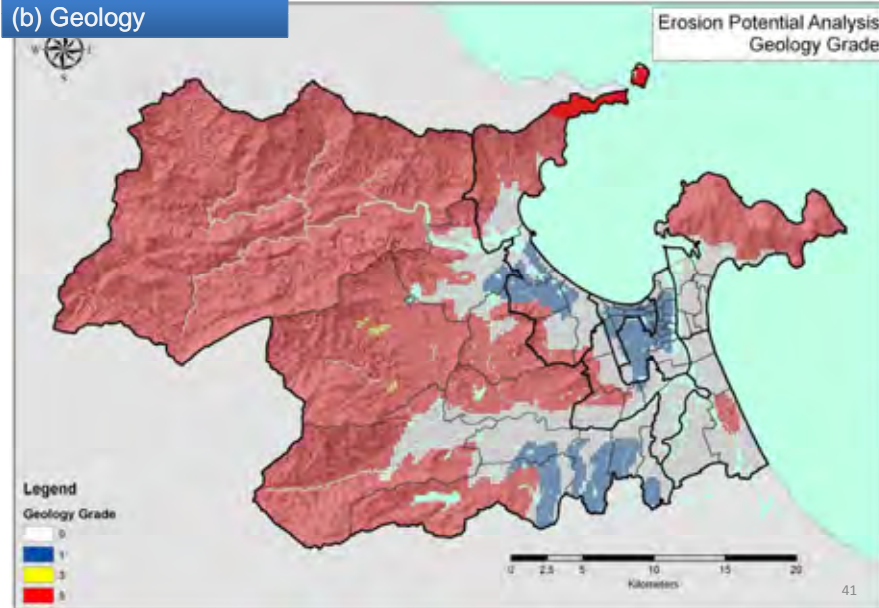 (b) Geology
Erosion Potential Analysis
Geology Grade
W E
S
Legend
Geology Grade
0
1
3
5
0 2.5 5 10 15 20
Kilometers
41